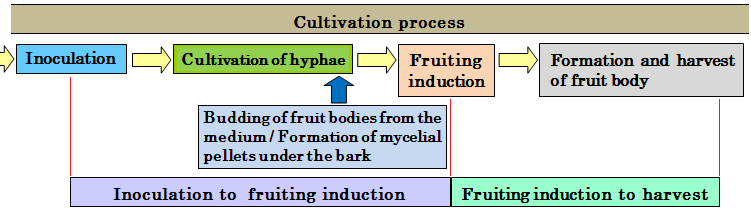 Cultivation process
Inoculation
Cultivation of hyphae
Fruiting
induction
Formation and harvest
of fruit body
Budding of fruit bodies from the
medium / Formation of mycelial
pellets under the bark
Inoculation to fruiting induction
Fruiting induction to harvest